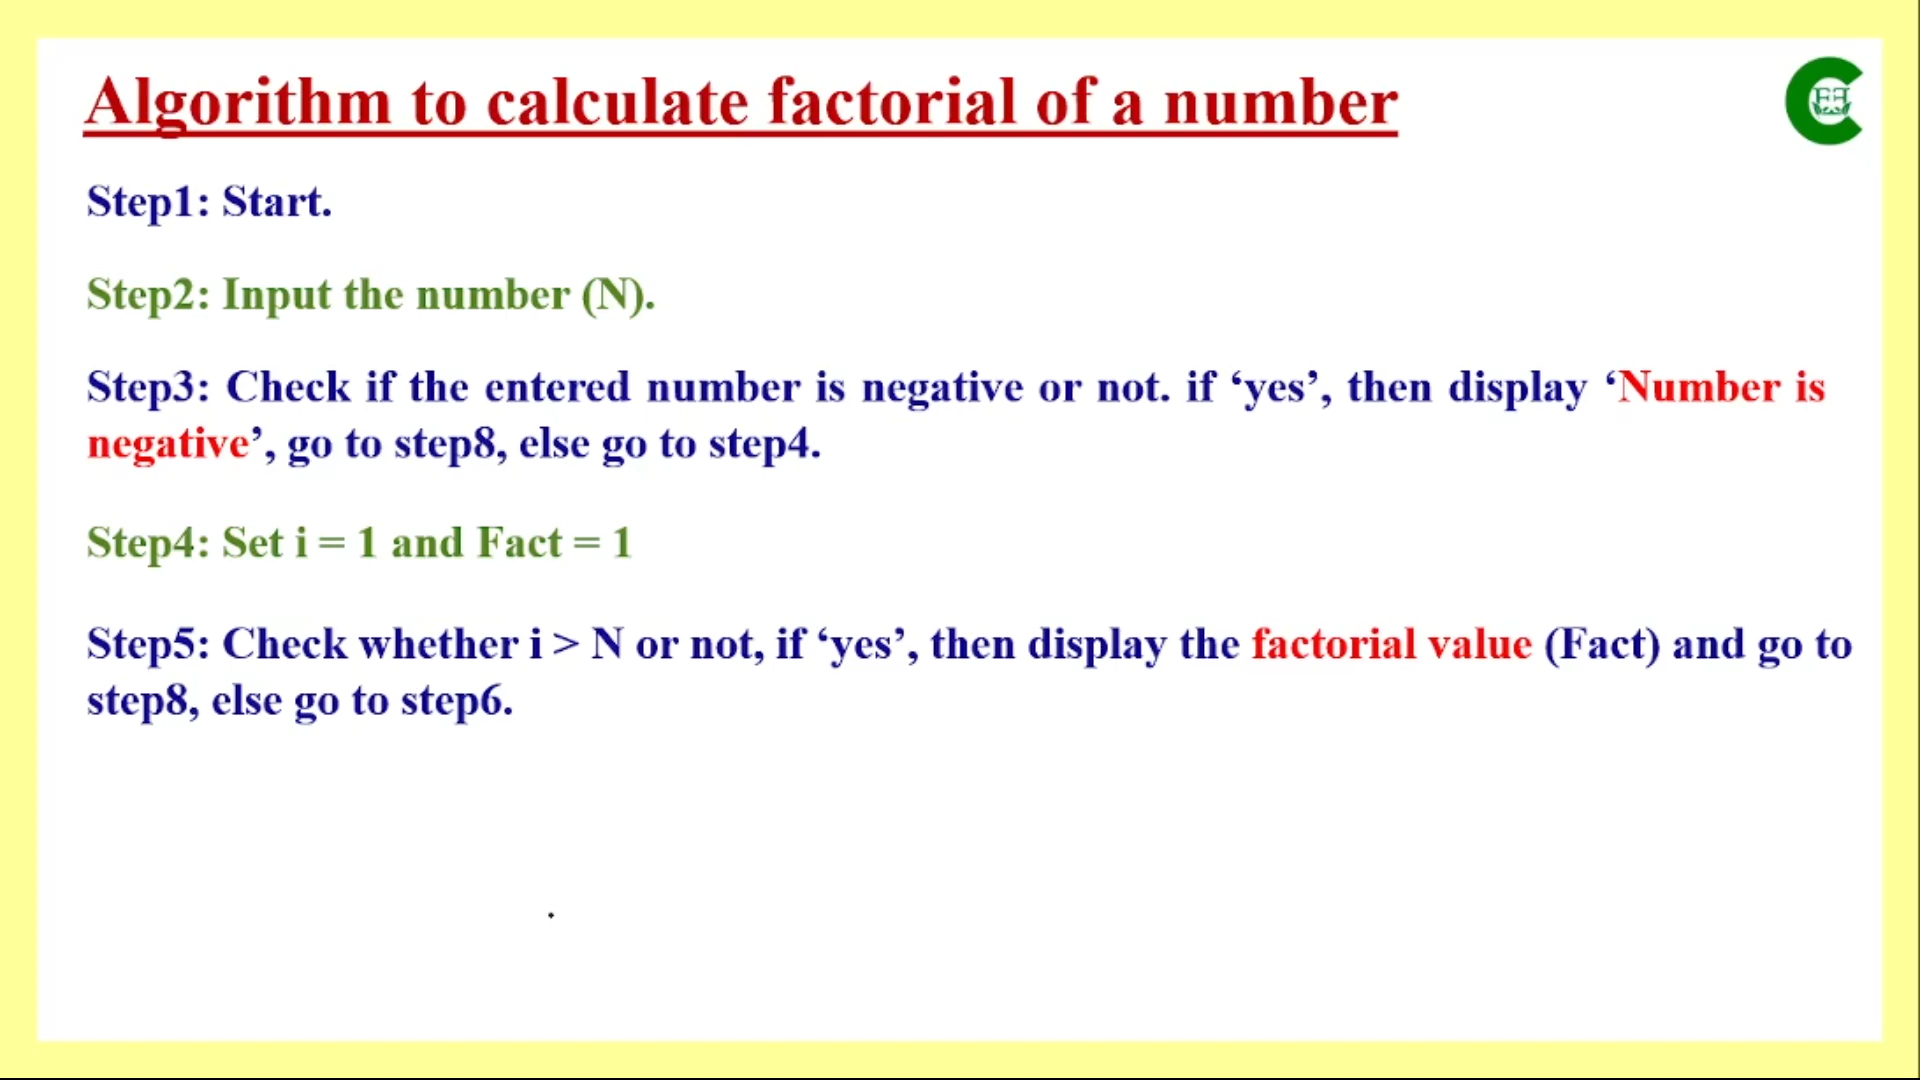 Algorithm to calculate factorial of a number
Step1: Start.
Step2: Input the number (N).
Step3: Check if the entered number is negative or not. if ‘yes’, then display ‘Number is
negative’, go to step8, else go to step4.
Step4: Set i = 1 and Fact = 1
Step5: Check whether i > N or not, if ‘yes’, then display the factorial value (Fact) and go to
step8, else go to step6.